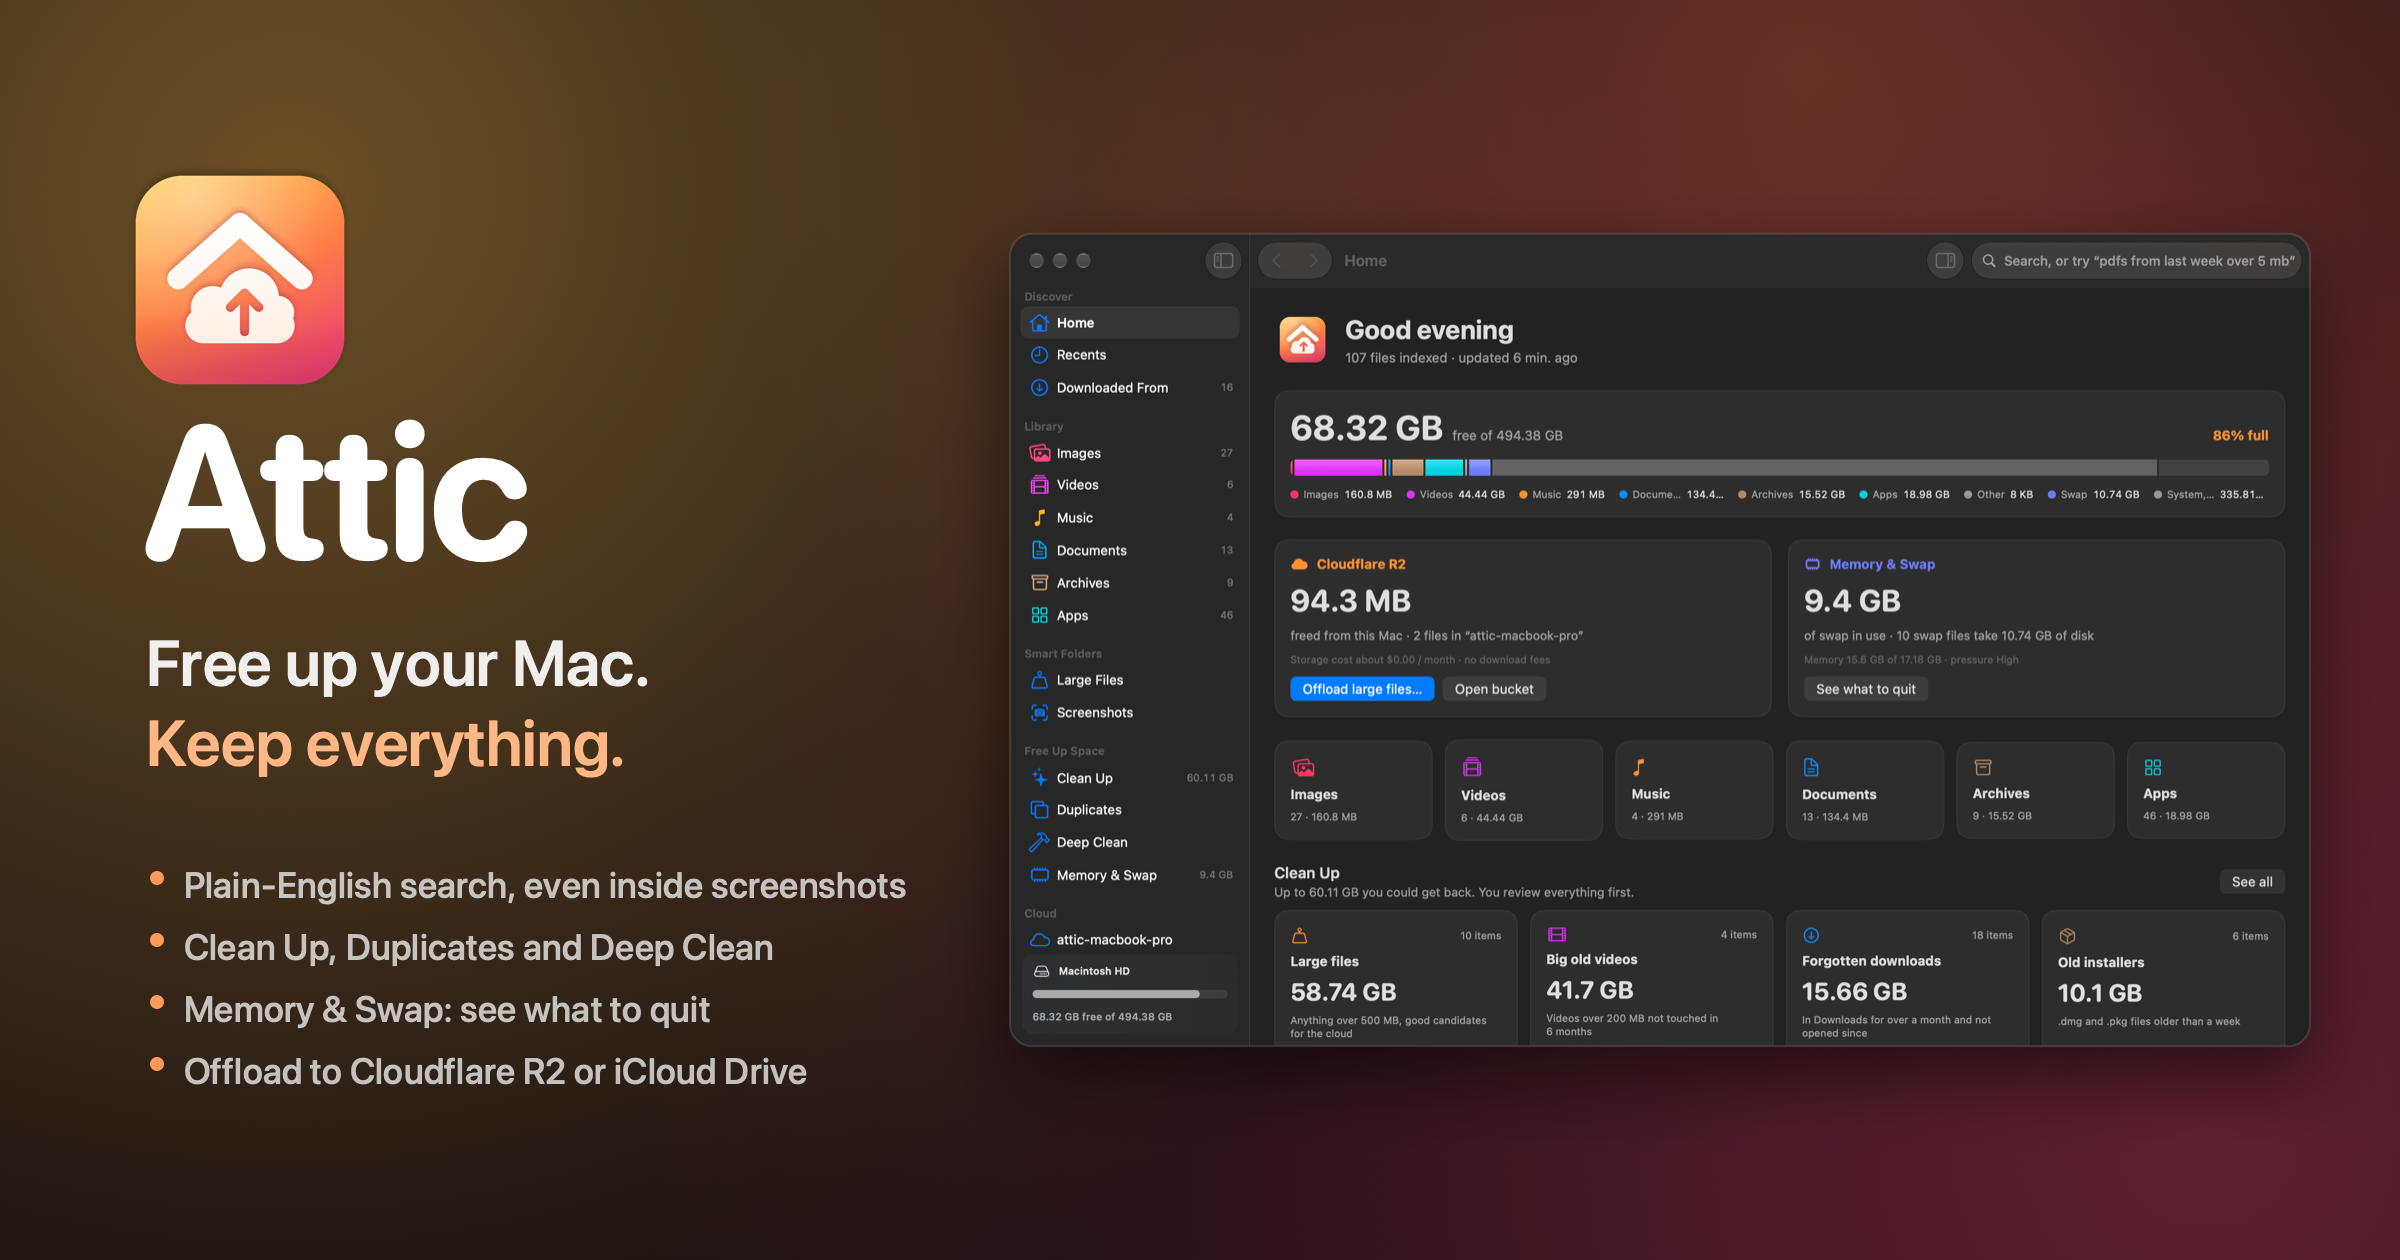 Attic
Free up your Mac.
Keep everything.
Plain-English search, even inside screenshots
Clean Up, Duplicates and Deep Clean
Memory & Swap: see what to quit
Offload to Cloudflare R2 or iCloud Drive
Discover
Home
Recents
Downloaded From 16
Library
Images 27
Videos 6
Music 4
Documents 13
Archives 9
Apps 46
Smart Folders
Large Files
Screenshots
Free Up Space
Clean Up 60.11 GB
Duplicates
Deep Clean
Memory & Swap 9.4 GB
Cloud
attic-macbook-pro
Macintosh HD
68.32 GB free of 494.38 GB
Home
Search, or try “pdfs from last week over 5 mb”
Good evening
107 files indexed · updated 6 min. ago
68.32 GB free of 494.38 GB 86% full
Images 160.8 MB Videos 44.44 GB Music 291 MB Docume... 134.4... Archives 15.52 GB Apps 18.98 GB Other 8 KB Swap 10.74 GB System,... 335.81...
Cloudflare R2
94.3 MB
freed from this Mac · 2 files in “attic-macbook-pro”
Storage cost about $0.00 / month · no download fees
Offload large files... Open bucket
Memory & Swap
9.4 GB
of swap in use · 10 swap files take 10.74 GB of disk
Memory 15.6 GB of 17.18 GB · pressure High
See what to quit
Images
27 · 160.8 MB
Videos
6 · 44.44 GB
Music
4 · 291 MB
Documents
13 · 134.4 MB
Archives
9 · 15.52 GB
Apps
46 · 18.98 GB
Clean Up
Up to 60.11 GB you could get back. You review everything first.
See all
10 items
Large files
58.74 GB
Anything over 500 MB, good candidates
for the cloud
4 items
Big old videos
41.7 GB
Videos over 200 MB not touched in
6 months
18 items
Forgotten downloads
15.66 GB
In Downloads for over a month and not
opened since
6 items
Old installers
10.1 GB
.dmg and .pkg files older than a week